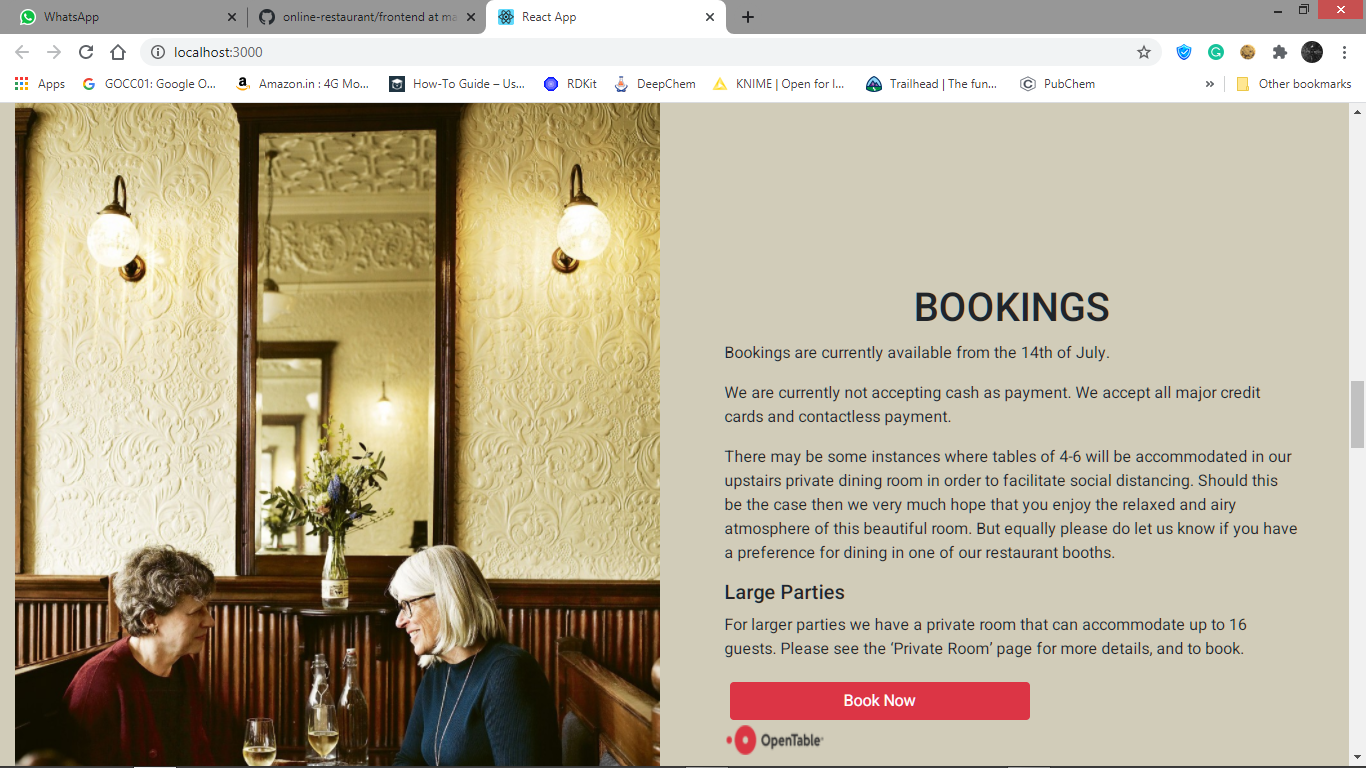 WhatsApp
online-restaurant/frontend at ma
React App
localhost:3000
Apps
GOCC01: Google O...
Amazon.in : 4G Mo...
How-To Guide – Us...
RDKit
DeepChem
KNIME | Open for I...
Trailhead | The fun...
PubChem
»
Other bookmarks
BOOKINGS
Bookings are currently available from the 14th of July.
We are currently not accepting cash as payment. We accept all major credit
cards and contactless payment.
There may be some instances where tables of 4-6 will be accommodated in our
upstairs private dining room in order to facilitate social distancing. Should this
be the case then we very much hope that you enjoy the relaxed and airy
atmosphere of this beautiful room. But equally please do let us know if you have
a preference for dining in one of our restaurant booths.
Large Parties
For larger parties we have a private room that can accommodate up to 16
guests. Please see the ‘Private Room’ page for more details, and to book.
Book Now
OpenTable